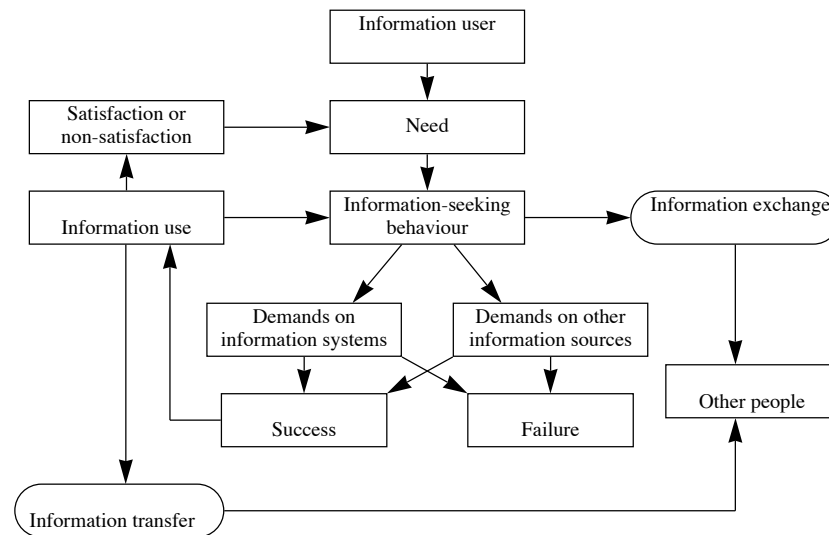 Information user
Satisfaction or
non-satisfaction
Need
Information use
Information-seeking
behaviour
Information exchange
Demands on
information systems
Demands on other
information sources
Other people
Success
Failure
Information transfer